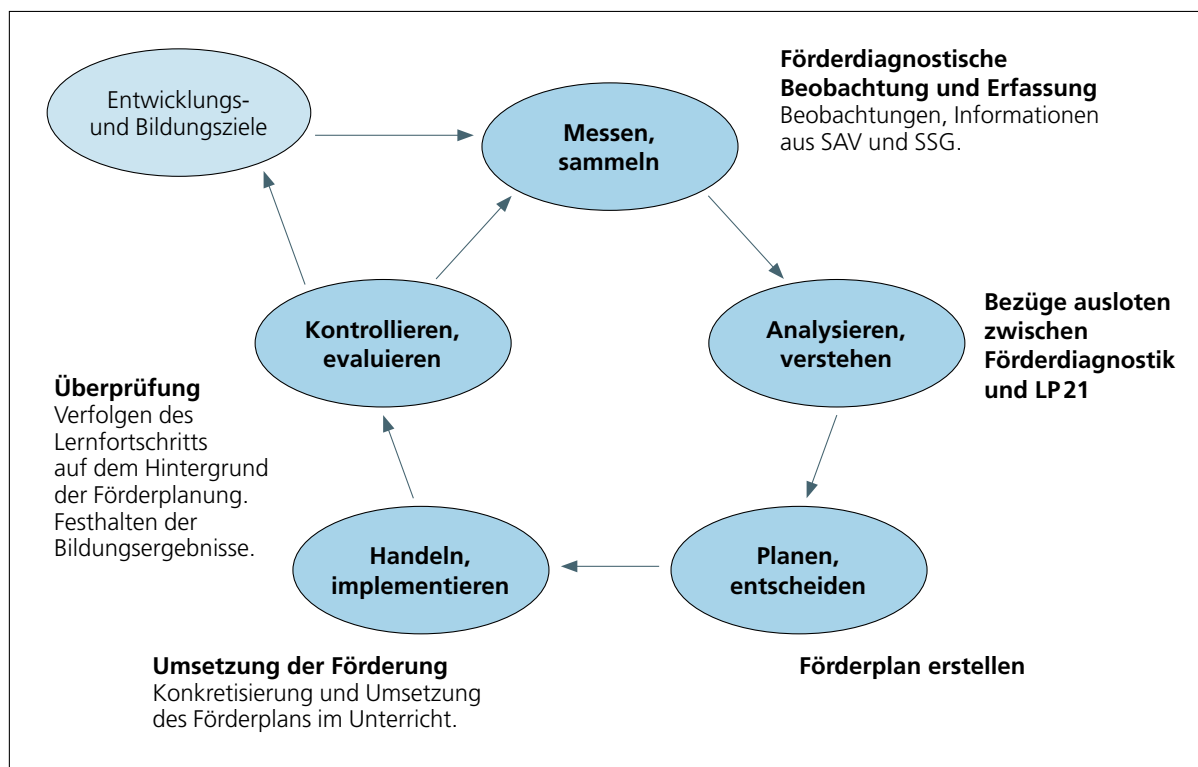 Entwicklungs-
und Bildungsziele
Messen,
sammeln
Förderdiagnostische
Beobachtung und Erfassung
Beobachtungen, Informationen
aus SAV und SSG.
Analysieren,
verstehen
Bezüge ausloten
zwischen
Förderdiagnostik
und LP21
Planen,
entscheiden
Förderplan erstellen
Handeln,
implementieren
Umsetzung der Förderung
Konkretisierung und Umsetzung
des Förderplans im Unterricht.
Kontrollieren,
evaluieren
Überprüfung
Verfolgen des
Lernfortschritts
auf dem Hintergrund
der Förderplanung.
Festhalten der
Bildungsergebnisse.